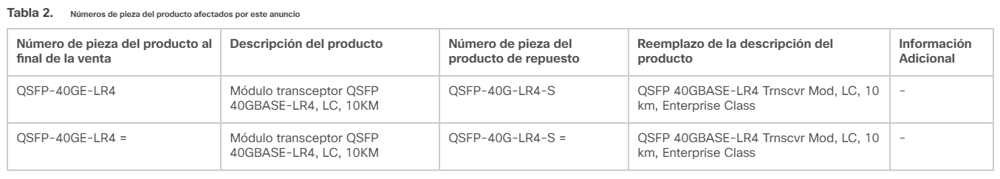 Tabla 2. Números de pieza del producto afectados por este anuncio
Número de pieza del producto al final de la venta | Descripción del producto | Número de pieza del producto de repuesto | Reemplazo de la descripción del producto | Información Adicional
QSFP-40GE-LR4 | Módulo transceptor QSFP 40GBASE-LR4, LC, 10KM | QSFP-40G-LR4-S | QSFP 40GBASE-LR4 Trnscvr Mod, LC, 10 km, Enterprise Class | -
QSFP-40GE-LR4 = | Módulo transceptor QSFP 40GBASE-LR4, LC, 10KM | QSFP-40G-LR4-S = | QSFP 40GBASE-LR4 Trnscvr Mod, LC, 10 km, Enterprise Class | -